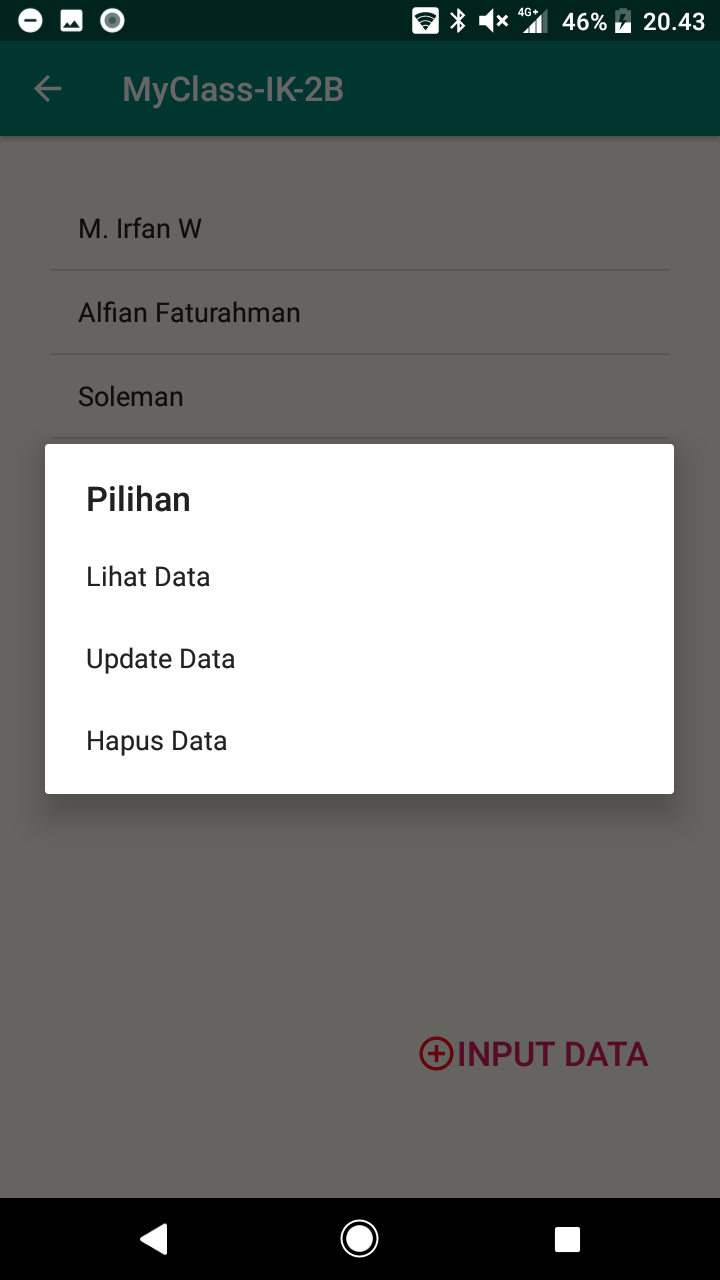 4G+ 46% 20.43
MyClass-IK-2B
M. Irfan W
Alfian Faturahman
Soleman
Pilihan
Lihat Data
Update Data
Hapus Data
INPUT DATA